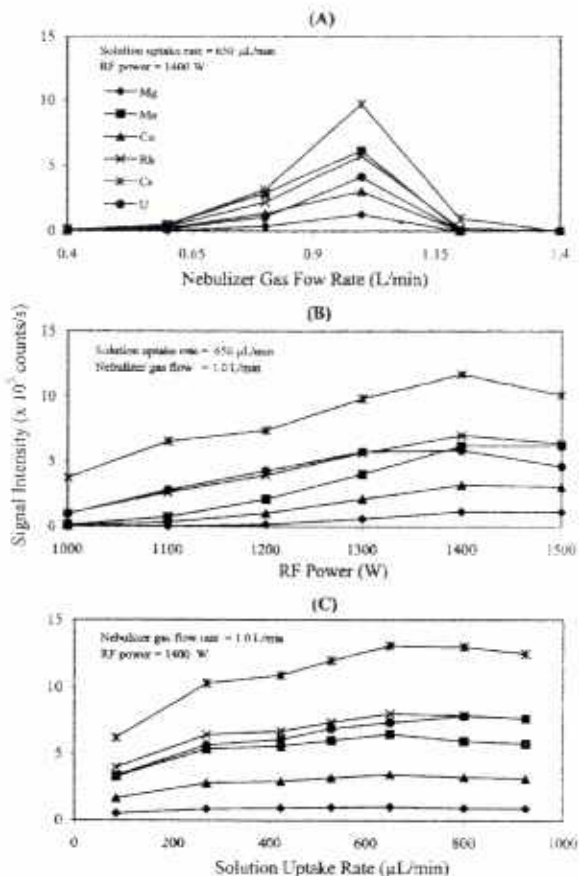 (A)
15
Solution uptake rate = 650 µL/min
RF power = 1400 W
Mg
10
Mn
Co
Rh
5
Ce
U
0
0.4 0.65 0.9 1.15 1.4
Nebulizer Gas Fow Rate (L/min)
Signal Intensity (x 10⁵ counts/s)
(B)
15
Solution uptake rate = 650 µL/min
Nebulizer gas flow = 1.0 L/min
10
5
0
1000 1100 1200 1300 1400 1500
RF Power (W)
(C)
15
Nebulizer gas flow rate = 1.0 L/min
RF power = 1400 W
10
5
0
0 200 400 600 800 1000
Solution Uptake Rate (µL/min)